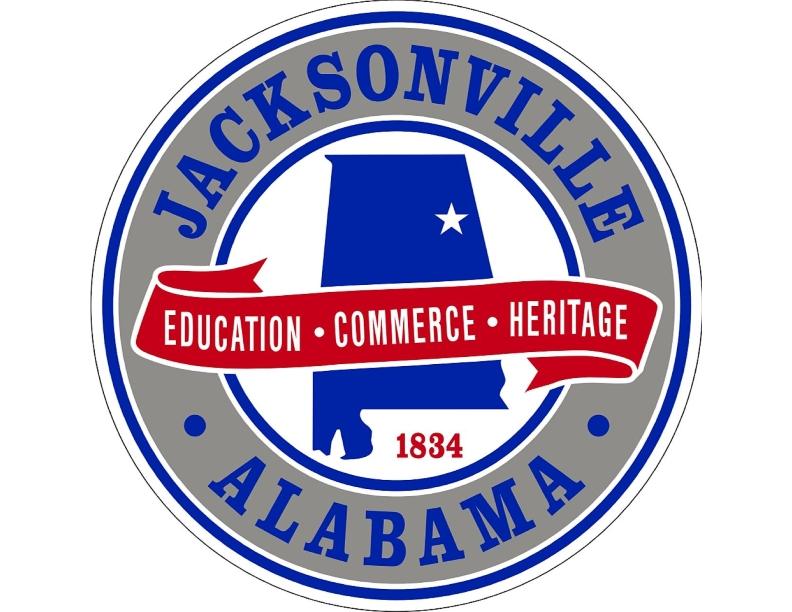 JACKSONVILLE
EDUCATION • COMMERCE • HERITAGE
1834
• ALABAMA •